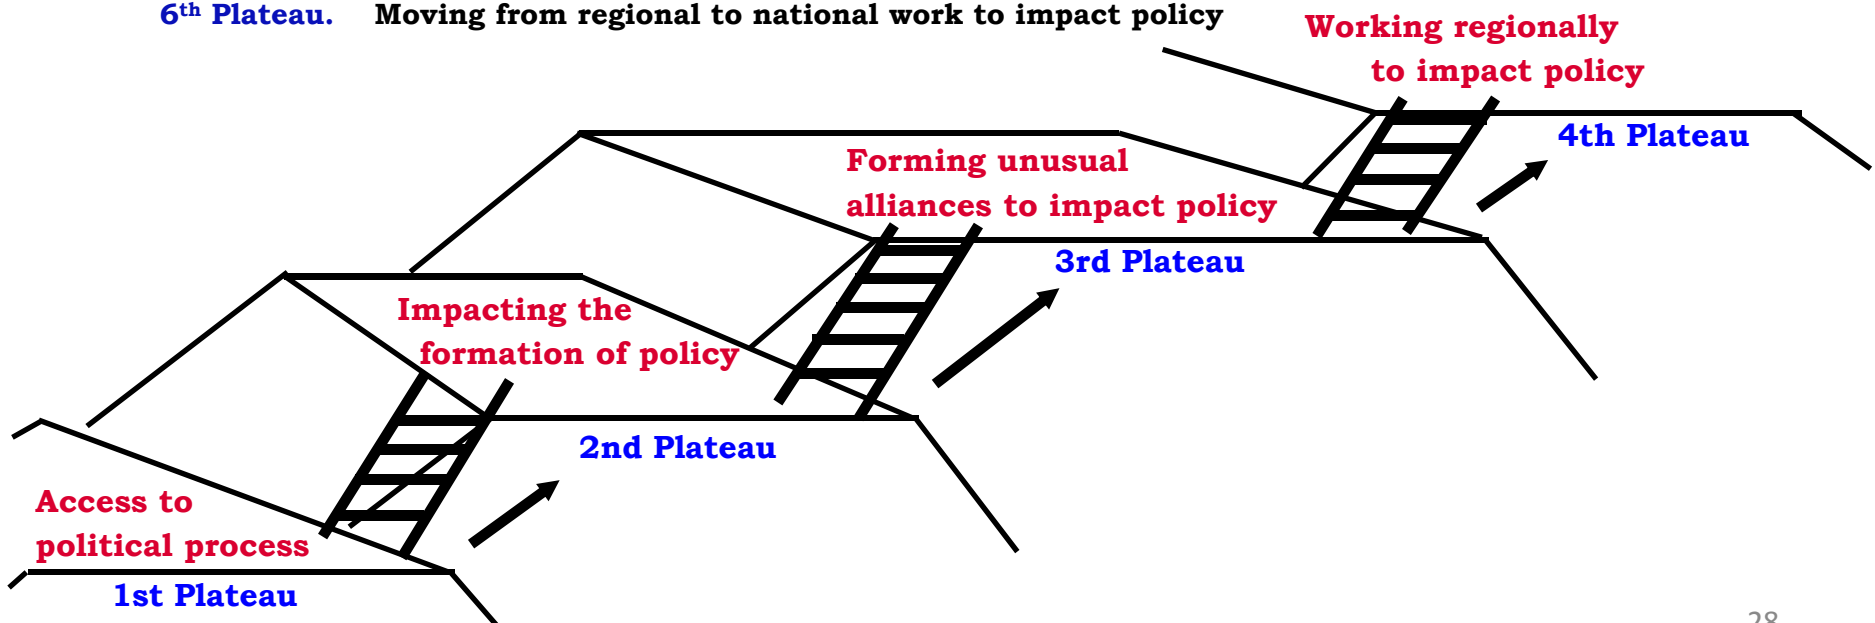 6th Plateau. Moving from regional to national work to impact policy
Working regionally
to impact policy
4th Plateau
Forming unusual
alliances to impact policy
3rd Plateau
Impacting the
formation of policy
2nd Plateau
Access to
political process
1st Plateau
28